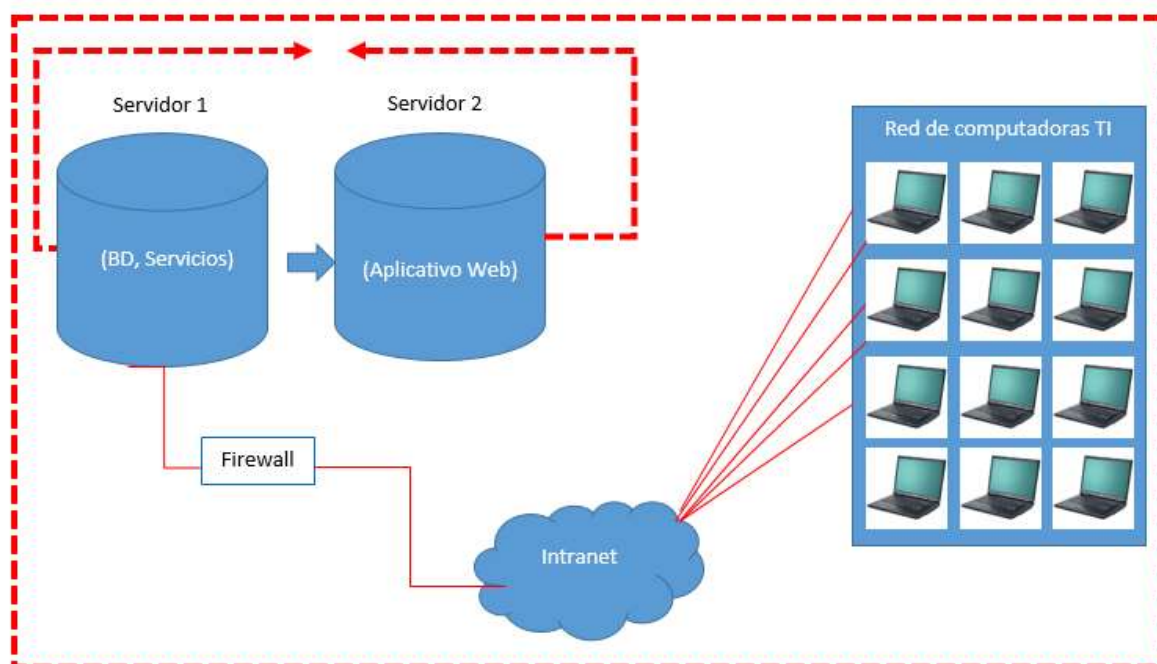 Servidor 1
Servidor 2
Red de computadoras TI
(BD, Servicios)
(Aplicativo Web)
Firewall
Intranet